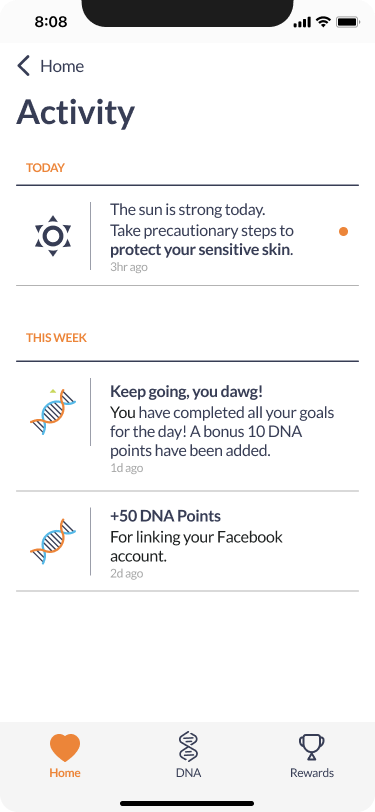 8:08
Home
Activity
TODAY
The sun is strong today.
Take precautionary steps to
protect your sensitive skin.
3hr ago
THIS WEEK
Keep going, you dawg!
You have completed all your goals
for the day! A bonus 10 DNA
points have been added.
1d ago
+50 DNA Points
For linking your Facebook
account.
2d ago
Home DNA Rewards